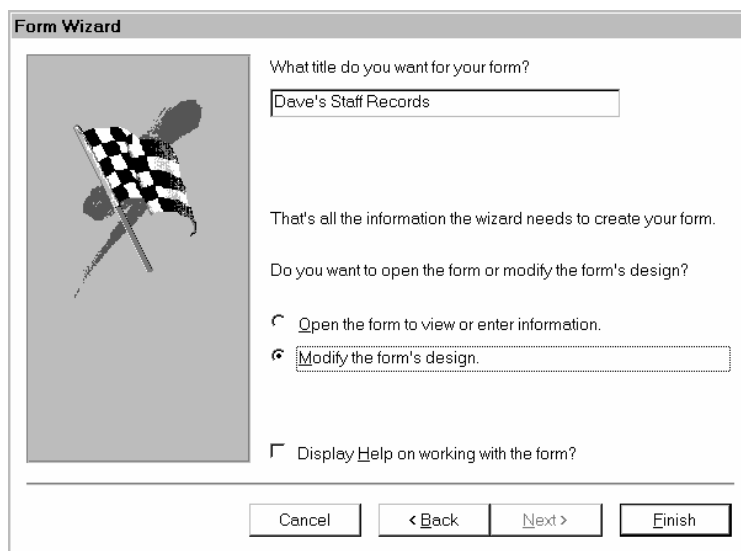 Form Wizard
What title do you want for your form?
Dave's Staff Records
That's all the information the wizard needs to create your form.
Do you want to open the form or modify the form's design?
Open the form to view or enter information.
Modify the form's design.
Display Help on working with the form?
Cancel
< Back
Next >
Finish